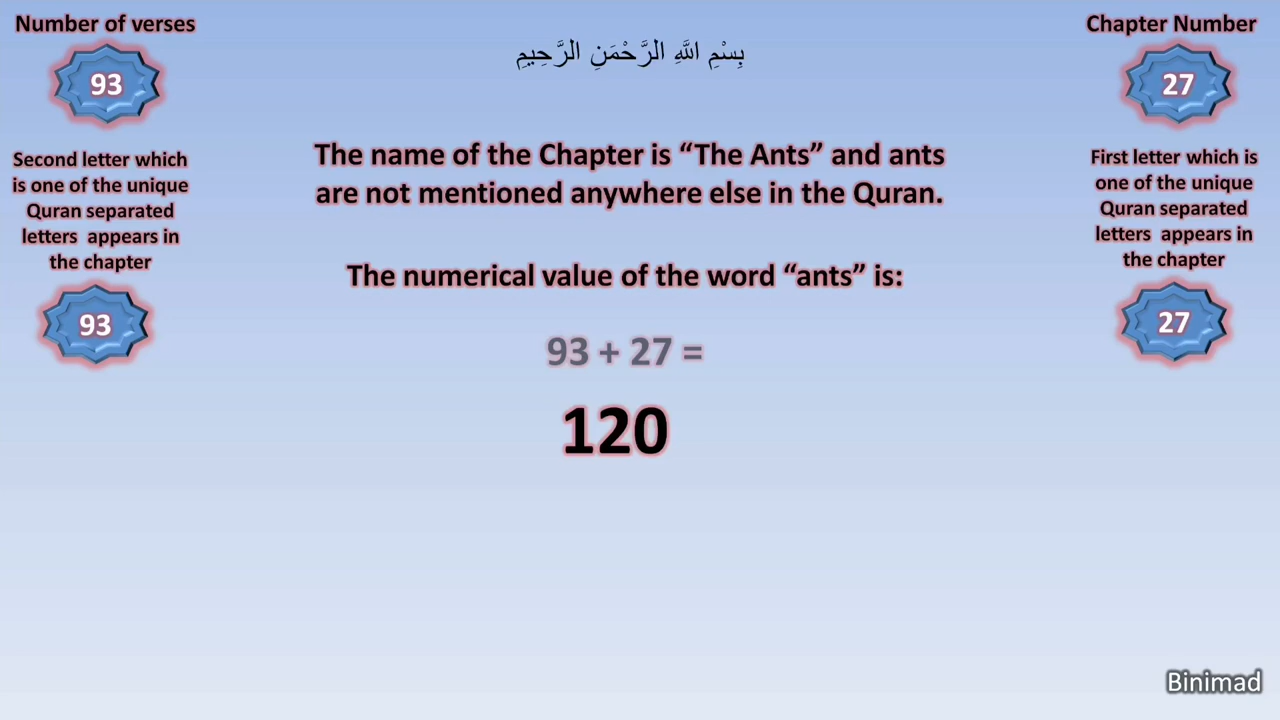 Number of verses
93
Second letter which
is one of the unique
Quran separated
letters appears in
the chapter
93
بِسْمِ اللَّهِ الرَّحْمَنِ الرَّحِيمِ
The name of the Chapter is “The Ants” and ants
are not mentioned anywhere else in the Quran.
The numerical value of the word “ants” is:
93 + 27 =
120
Chapter Number
27
First letter which is
one of the unique
Quran separated
letters appears in
the chapter
27
Binimad